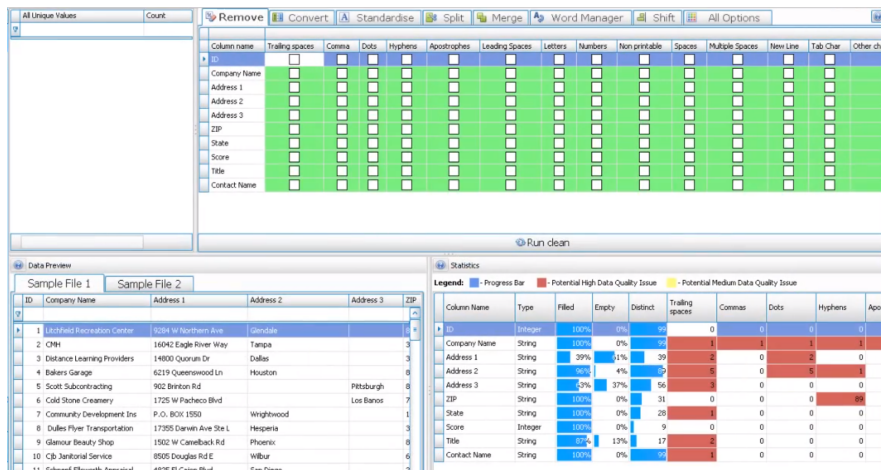 All Unique Values Count
Remove Convert Standardise Split Merge Word Manager Shift All Options
Column name Trailing spaces Comma Dots Hyphens Apostrophes Leading Spaces Letters Numbers Non printable Spaces Multiple Spaces New Line Tab Char Other ch
ID
Company Name
Address 1
Address 2
Address 3
ZIP
State
Score
Title
Contact Name
Run clean
Data Preview
Sample File 1 Sample File 2
ID Company Name Address 1 Address 2 Address 3 ZIP
1 Litchfield Recreation Center 9284 W Northern Ave Glendale
2 CMH 16042 Eagle River Way Tampa 3
3 Distance Learning Providers 14800 Quorum Dr Dallas 3
4 Bakers Garage 6219 Queenswood Ln Houston 8
5 Scott Subcontracting 902 Brinton Rd Pittsburgh 8
6 Cold Stone Creamery 1725 W Pacheco Blvd Los Banos 7
7 Community Development Ins P.O. BOX 1550 Wrightwood 1
8 Dulles Flyer Transportation 17355 Darwin Ave Ste L Hesperia 3
9 Glamour Beauty Shop 1502 W Camelback Rd Phoenix 8
10 Cjb Janitorial Service 8505 Douglas Rd E Wilbur 6
Statistics
Legend: - Progress Bar - Potential High Data Quality Issue - Potential Medium Data Quality Issue
Column Name Type Filled Empty Distinct Trailing spaces Commas Dots Hyphens Apo
ID Integer 100% 0% 99 0 0 0 0
Company Name String 100% 0% 99 1 1 1 1
Address 1 String 39% 61% 39 2 0 2 0
Address 2 String 96% 4% 89 5 0 5 1
Address 3 String 63% 37% 56 3 0 0 0
ZIP String 100% 0% 31 0 0 0 89
State String 100% 0% 28 1 0 0 0
Score Integer 100% 0% 9 0 0 0 0
Title String 87% 13% 17 2 0 0 0
Contact Name String 100% 0% 99 1 0 0 0